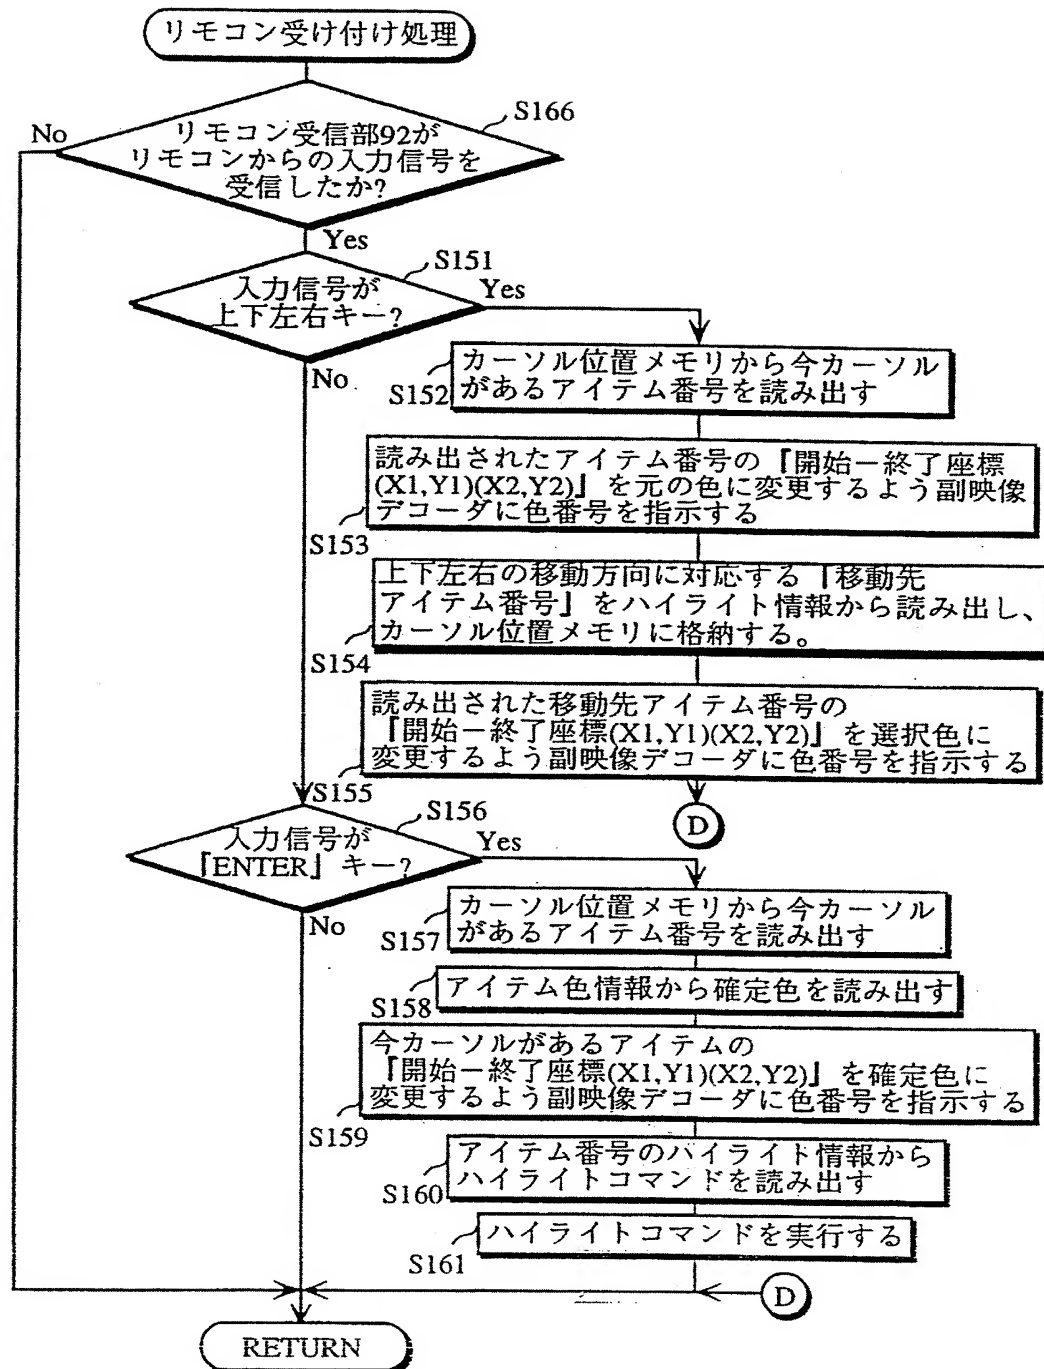 リモコン受け付け処理
S166
No
リモコン受信部92が
リモコンからの入力信号を
受信したか?
Yes
S151
入力信号が
上下左右キー?
Yes
No
カーソル位置メモリから今カーソル
があるアイテム番号を読み出す
S152
読み出されたアイテム番号の『開始ー終了座標
(X1,Y1)(X2,Y2)』を元の色に変更するよう副映像
デコーダに色番号を指示する
S153
上下左右の移動方向に対応する「移動先
アイテム番号』をハイライト情報から読み出し、
カーソル位置メモリに格納する。
S154
読み出された移動先アイテム番号の
『開始ー終了座標(X1,Y1)(X2,Y2)』を選択色に
変更するよう副映像デコーダに色番号を指示する
S155
D
S156
入力信号が
「ENTER」キー?
Yes
No
カーソル位置メモリから今カーソル
があるアイテム番号を読み出す
S157
アイテム色情報から確定色を読み出す
S158
今カーソルがあるアイテムの
『開始ー終了座標(X1,Y1)(X2,Y2)』を確定色に
変更するよう副映像デコーダに色番号を指示する
S159
アイテム番号のハイライト情報から
ハイライトコマンドを読み出す
S160
ハイライトコマンドを実行する
S161
D
RETURN